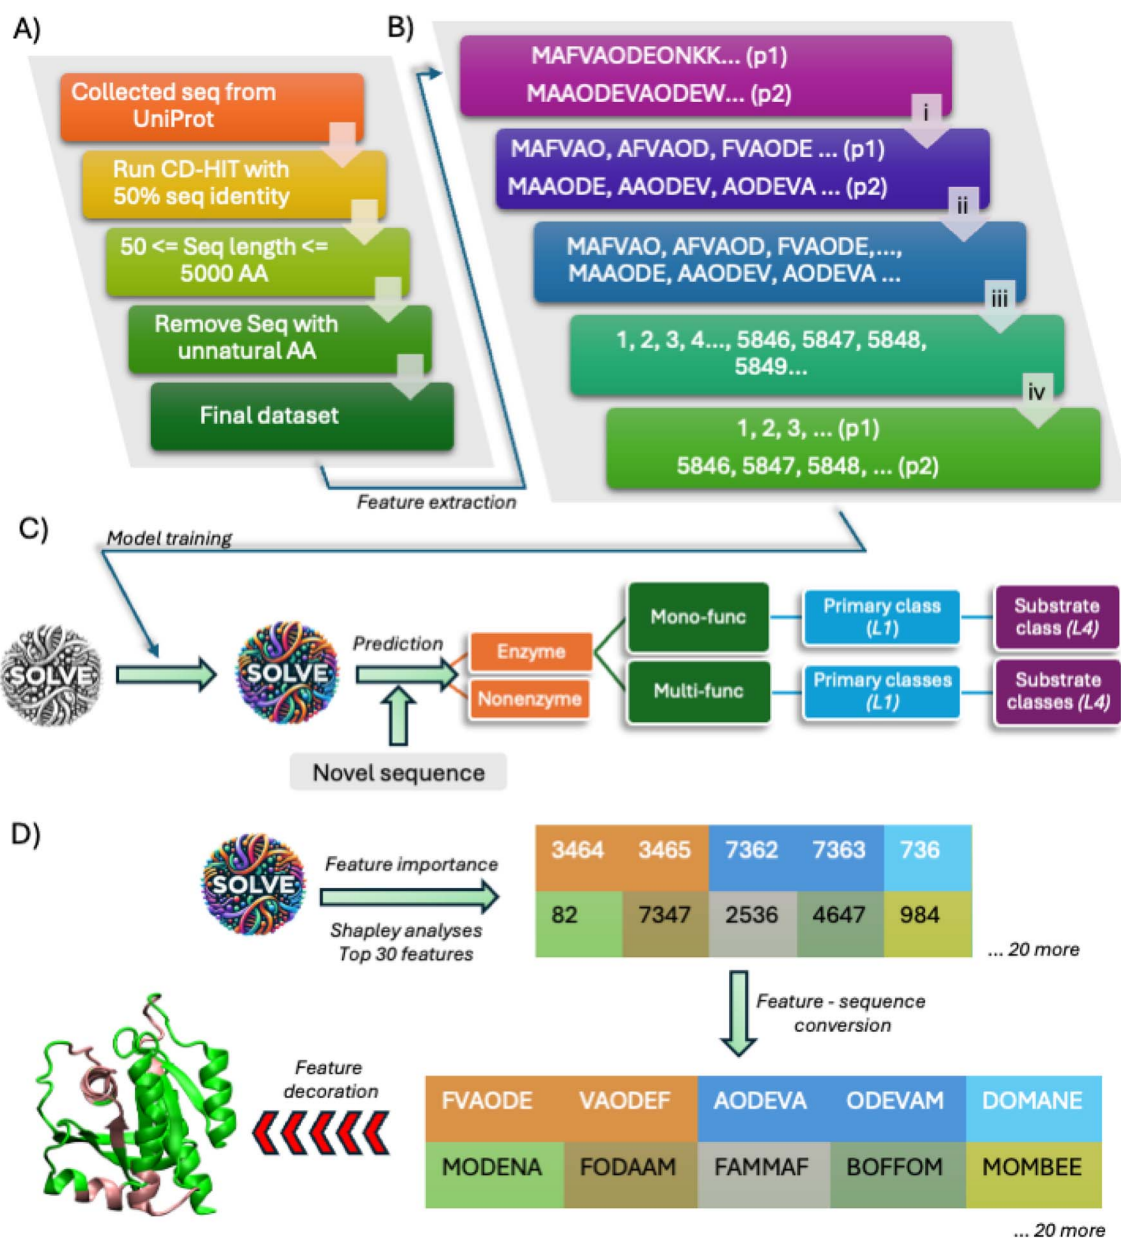 A)
Collected seq from
UniProt
Run CD-HIT with
50% seq identity
50 <= Seq length <=
5000 AA
Remove Seq with
unnatural AA
Final dataset
Feature extraction
B)
MAFVAODEONKK... (p1)
MAAODEVAODEW... (p2)
i
MAFVAO, AFVAOD, FVAODE ... (p1)
MAAODE, AAODEV, AODEVA ... (p2)
ii
MAFVAO, AFVAOD, FVAODE,...,
MAAODE, AAODEV, AODEVA ...
iii
1, 2, 3, 4..., 5846, 5847, 5848,
5849...
iv
1, 2, 3, ... (p1)
5846, 5847, 5848, ... (p2)
C)
Model training
SOLVE
SOLVE
Prediction
Novel sequence
Enzyme
Nonenzyme
Mono-func
Multi-func
Primary class
(L1)
Primary classes
(L1)
Substrate
class (L4)
Substrate
classes (L4)
D)
SOLVE
Feature importance
Shapley analyses
Top 30 features
3464 3465 7362 7363 736
82 7347 2536 4647 984
... 20 more
Feature - sequence
conversion
Feature
decoration
FVAODE VAODEF AODEVA ODEVAM DOMANE
MODENA FODAAM FAMMAF BOFFOM MOMBEE
... 20 more